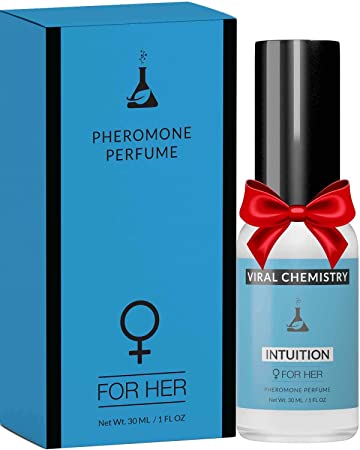 PHEROMONE
PERFUME
FOR HER
Net Wt. 30 ML / 1 FL OZ
VIRAL CHEMISTRY
INTUITION
♀ FOR HER
PHEROMONE PERFUME
Net Wt. 30 ML / 1 FL OZ